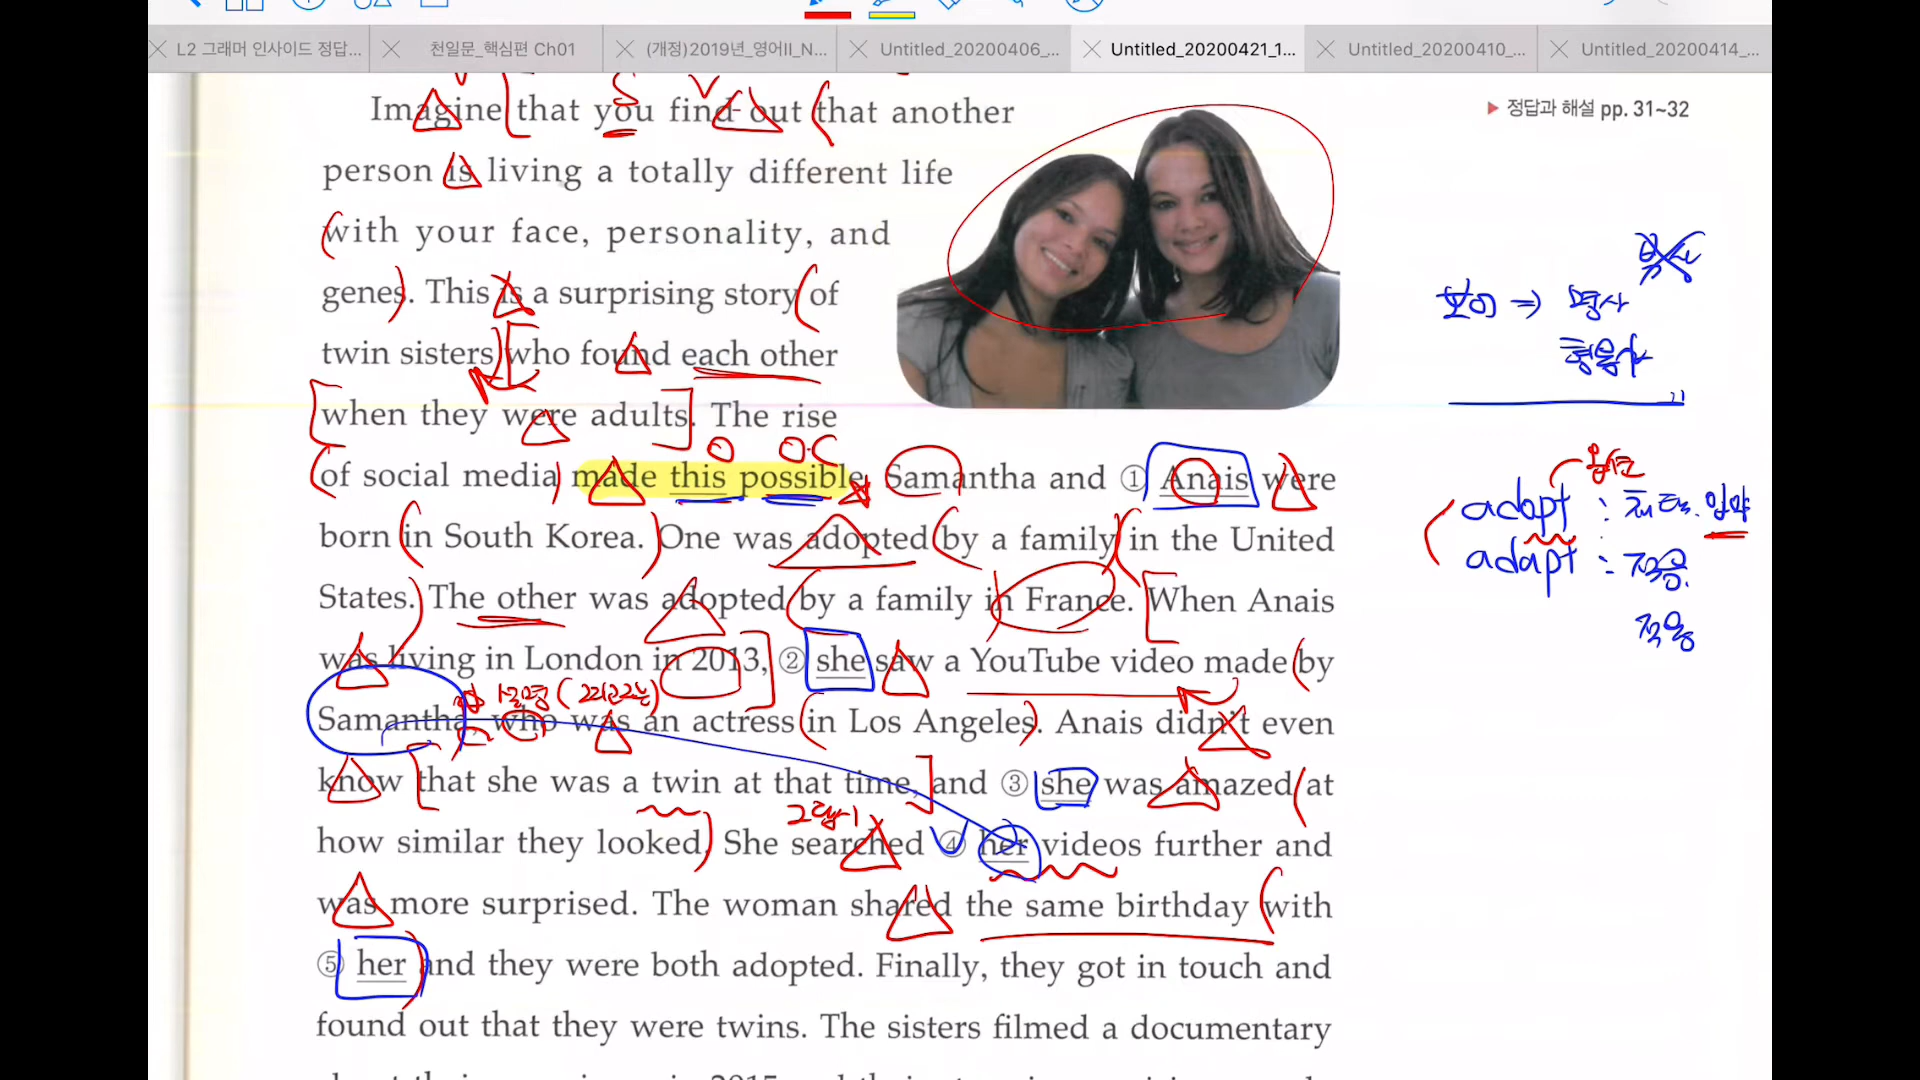 L2 그래머 인사이드 정답...
천일문_핵심편 Ch01
(개정)2019년_영어II_N...
Untitled_20200406_...
Untitled_20200421_1...
Untitled_20200410_...
Untitled_20200414_...
▶ 정답과 해설 pp. 31~32
S V
Imagine that you find out that another
person is living a totally different life
with your face, personality, and
genes. This is a surprising story of
twin sisters who found each other
when they were adults. The rise
O O.C
of social media made this possible. Samantha and ① Anais were
born in South Korea. One was adopted by a family in the United
States. The other was adopted by a family in France. When Anais
was living in London in 2013, ② she saw a YouTube video made by
설명 (그리고는)
Samantha, who was an actress in Los Angeles. Anais didn't even
know that she was a twin at that time, and ③ she was amazed at
how similar they looked. She searched ④ her videos further and
was more surprised. The woman shared the same birthday with
⑤ her and they were both adopted. Finally, they got in touch and
found out that they were twins. The sisters filmed a documentary
보어 ⇒ 명사
형용사
: 채택. 입양
adapt : 적응.
적응